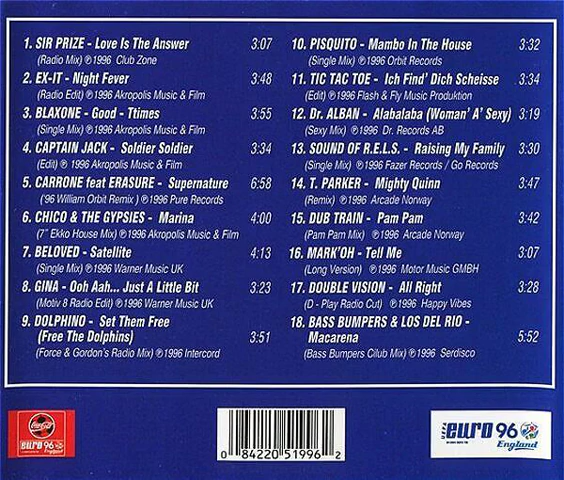 1. SIR PRIZE - Love Is The Answer 3:07
(Radio Mix) ℗1996 Club Zone
2. EX-IT - Night Fever 3:48
(Radio Edit) ℗1996 Akropolis Music & Film
3. BLAXONE - Good - Ttimes 3:55
(Single Mix) ℗1996 Akropolis Music & Film
4. CAPTAIN JACK - Soldier Soldier 3:34
(Edit) ℗1996 Akropolis Music & Film
5. CARRONE feat ERASURE - Supernature 6:58
('96 William Orbit Remix ) ℗1996 Pure Records
6. CHICO & THE GYPSIES - Marina 4:00
(7˝ Ekko House Mix) ℗1996 Akropolis Music & Film
7. BELOVED - Satellite 4:13
(Single Mix) ℗1996 Warner Music UK
8. GINA - Ooh Aah... Just A Little Bit 3:23
(Motiv 8 Radio Edit) ℗1996 Warner Music UK
9. DOLPHINO - Set Them Free
(Free The Dolphins) 3:51
(Force & Gordon's Radio Mix) ℗1996 Intercord
10. PISQUITO - Mambo In The House 3:32
(Single Mix) ℗1996 Orbit Records
11. TIC TAC TOE - Ich Find' Dich Scheisse 3:34
(Edit) ℗1996 Flash & Fly Music Produktion
12. Dr. ALBAN - Alabalaba (Woman' A' Sexy) 3:19
(Sexy Mix) ℗1996 Dr. Records AB
13. SOUND OF R.E.L.S. - Raising My Family 3:30
(Single Mix) ℗1996 Fazer Records / Go Records
14. T. PARKER - Mighty Quinn 3:47
(Remix) ℗1996 Arcade Norway
15. DUB TRAIN - Pam Pam 3:42
(Pam Pam Mix) ℗1996 Arcade Norway
16. MARK'OH - Tell Me 3:07
(Long Version) ℗1996 Motor Music GMBH
17. DOUBLE VISION - All Right 3:28
(D - Play Radio Cut) ℗1996 Happy Vibes
18. BASS BUMPERS & LOS DEL RIO -
Macarena 5:52
(Bass Bumpers Cilub Mix) ℗1996 Serdisco
Coca-Cola
euro 96
England
0 84220 51996 2
UEFA euro 96
England